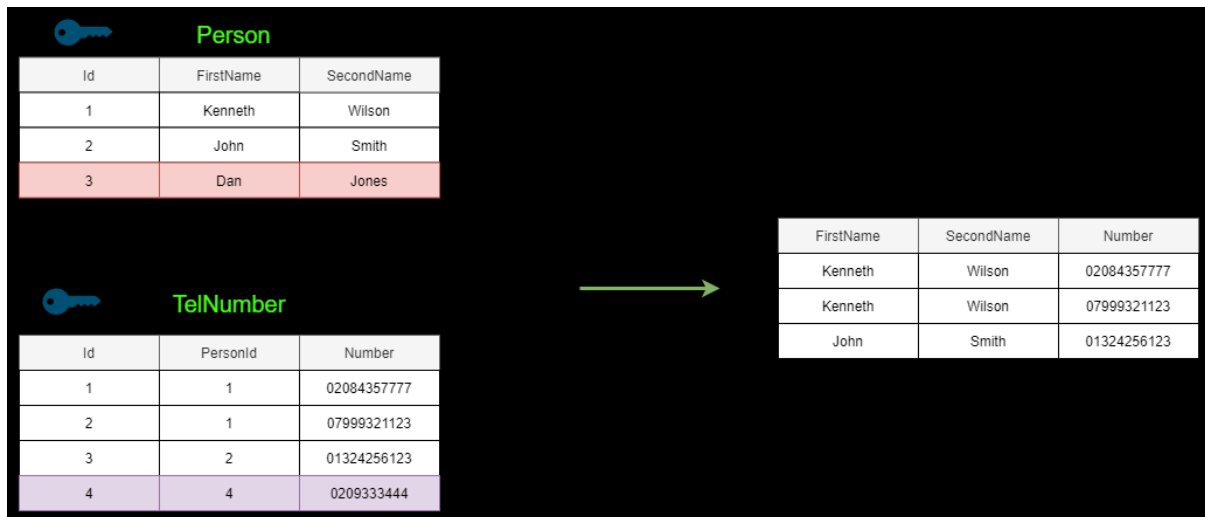 Person
Id FirstName SecondName
1 Kenneth Wilson
2 John Smith
3 Dan Jones
TelNumber
Id PersonId Number
1 1 02084357777
2 1 07999321123
3 2 01324256123
4 4 0209333444
FirstName SecondName Number
Kenneth Wilson 02084357777
Kenneth Wilson 07999321123
John Smith 01324256123